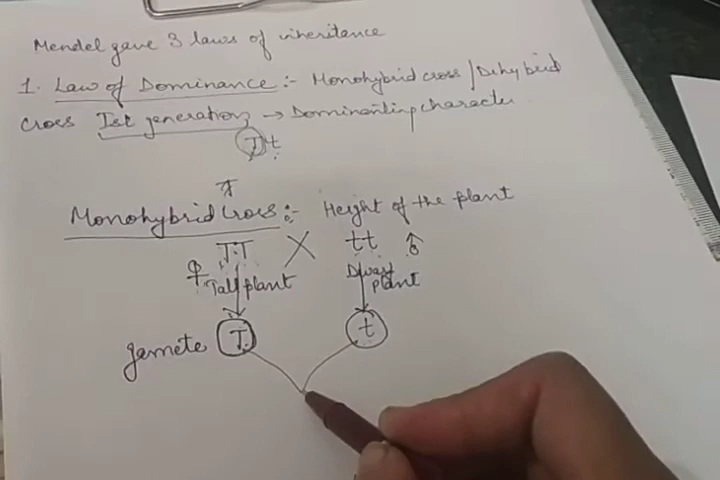 Mendel gave 3 laws of inheritance
1. Law of Dominance :- Monohybrid cross / Dihybrid
cross Ist generation → Dominanting character
Tt
Monohybrid Cross :- Height of the plant
TT X tt
♀ Tall plant Dwarf plant ♂
gamete T t